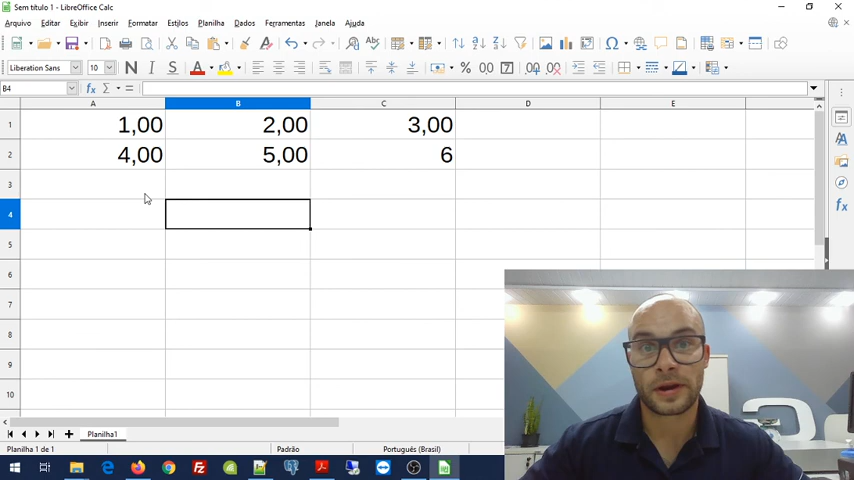 Sem título 1 - LibreOffice Calc
Arquivo Editar Exibir Inserir Formatar Estilos Planilha Dados Ferramentas Janela Ajuda
Liberation Sans 10 N I S A
B4 fx Σ =
A B C D E
1 1,00 2,00 3,00
2 4,00 5,00 6
3
4
5
6
7
8
9
10
Planilha1
Planilha 1 de 1 Padrão Português (Brasil)